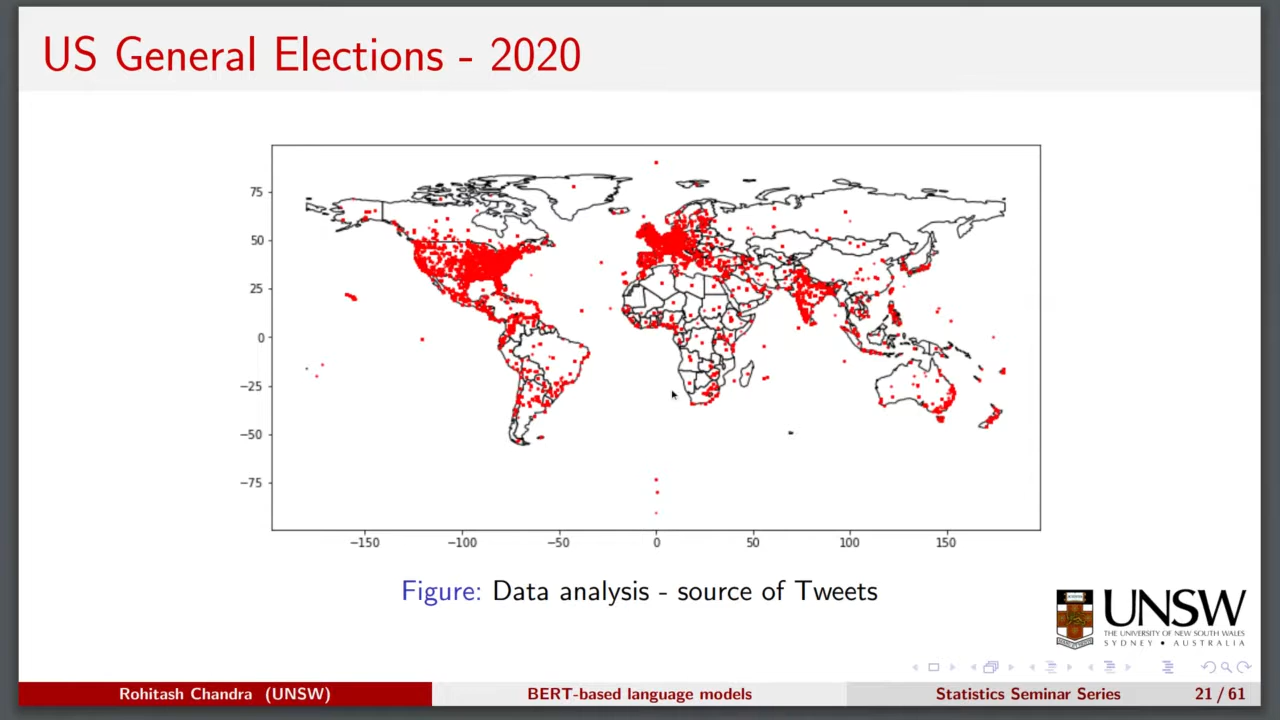 US General Elections - 2020
75
50
25
0
−25
−50
−75
−150
−100
−50
0
50
100
150
Figure: Data analysis - source of Tweets
UNSW
THE UNIVERSITY OF NEW SOUTH WALES
SYDNEY • AUSTRALIA
Rohitash Chandra (UNSW)
BERT-based language models
Statistics Seminar Series
21 / 61